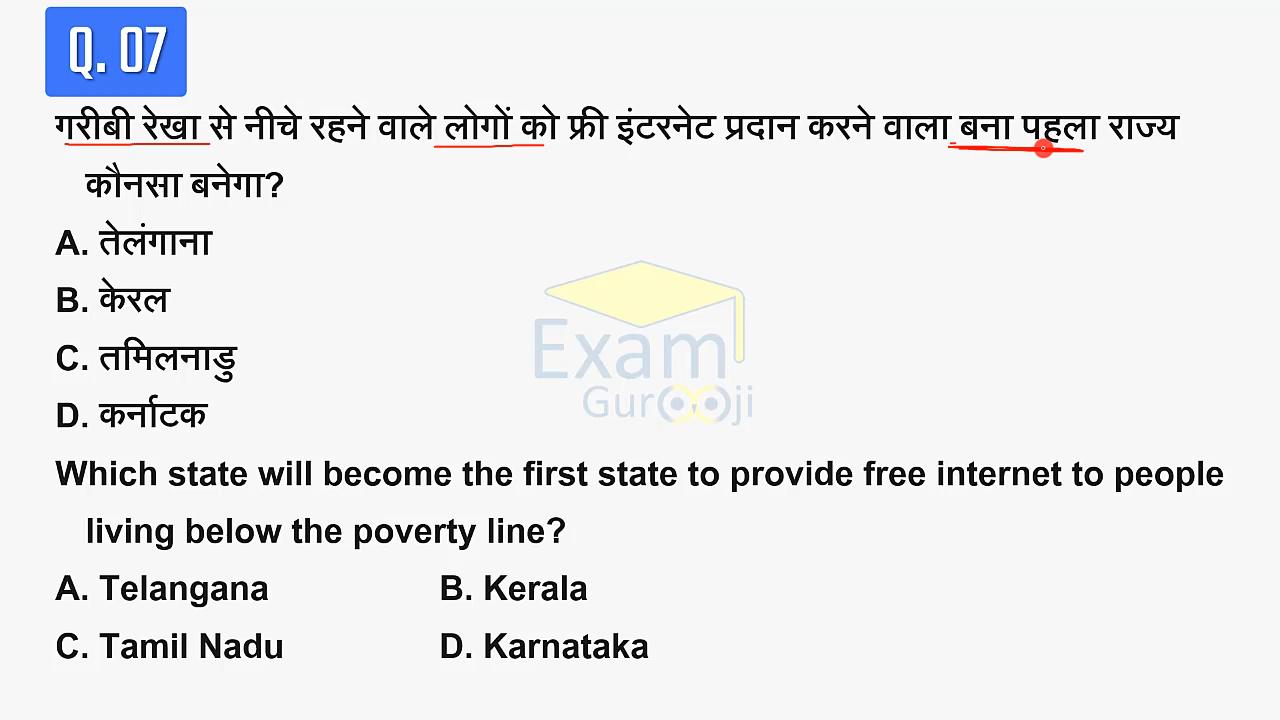 Q. 07
गरीबी रेखा से नीचे रहने वाले लोगों को फ्री इंटरनेट प्रदान करने वाला बना पहला राज्य
कौनसा बनेगा?
A. तेलंगाना
B. केरल
C. तमिलनाडु
D. कर्नाटक
Exam
Gurooji
Which state will become the first state to provide free internet to people
living below the poverty line?
A. Telangana B. Kerala
C. Tamil Nadu D. Karnataka